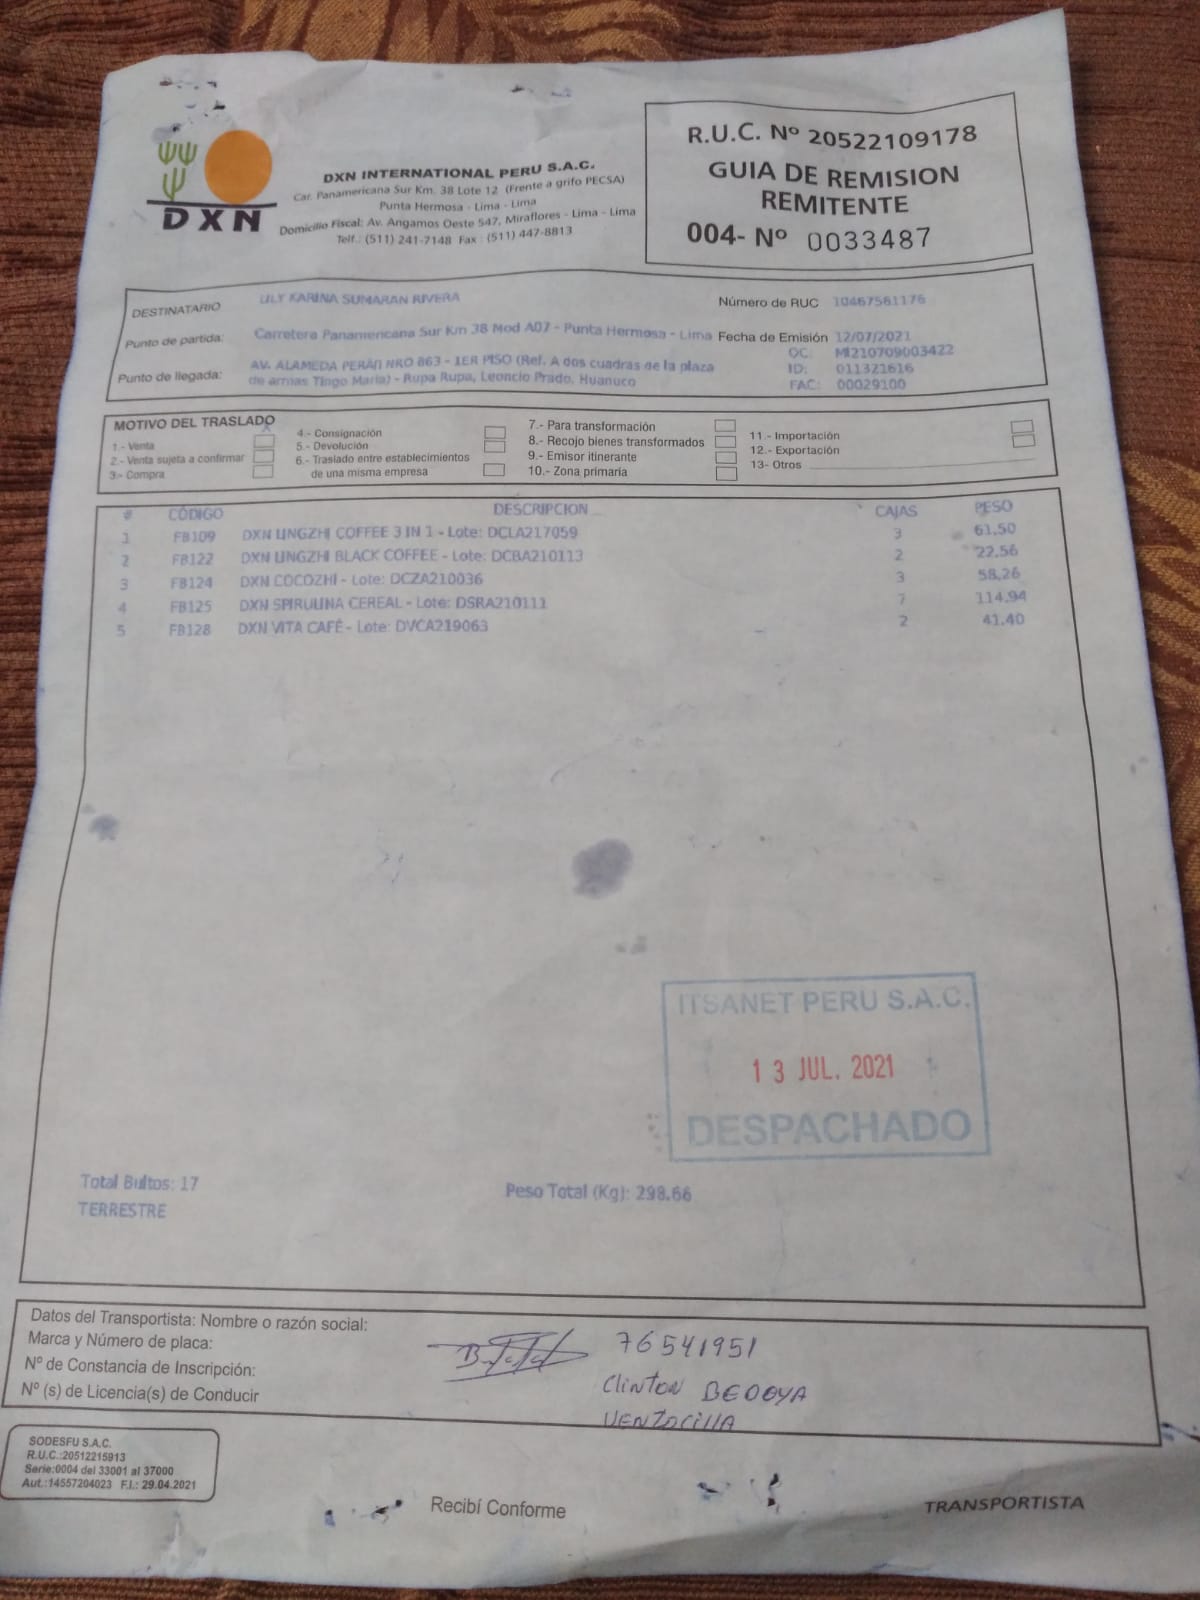 DXN
DXN INTERNATIONAL PERU S.A.C.
Car. Panamericana Sur Km. 38 Lote 12 (Frente a grifo PECSA)
Punta Hermosa - Lima - Lima
Domicilio Fiscal: Av. Angamos Oeste 547, Miraflores - Lima - Lima
Telf.: (511) 241-7148 Fax : (511) 447-8813
R.U.C. Nº 20522109178
GUIA DE REMISION
REMITENTE
004- Nº 0033487
DESTINATARIO LILY KARINA SUMARAN RIVERA Número de RUC 10467561176
Punto de partida: Carretera Panamericana Sur Km 38 Mod A07 - Punta Hermosa - Lima Fecha de Emisión 12/07/2021
OC: MI210709003422
Punto de llegada: AV. ALAMEDA PERÁN NRO 863 - 1ER PISO (Ref. A dos cuadras de la plaza ID: 011321616
de armas Tingo Maria) - Rupa Rupa, Leoncio Prado, Huanuco FAC: 00029100
MOTIVO DEL TRASLADO
1.- Venta
2.- Venta sujeta a confirmar
3.- Compra
4.- Consignación
5.- Devolución
6.- Traslado entre establecimientos
de una misma empresa
7.- Para transformación
8.- Recojo bienes transformados
9.- Emisor itinerante
10.- Zona primaria
11.- Importación
12.- Exportación
13- Otros
# CÓDIGO DESCRIPCION CAJAS PESO
1 FB109 DXN LINGZHI COFFEE 3 IN 1 - Lote: DCLA217059 3 61.50
2 FB122 DXN LINGZHI BLACK COFFEE - Lote: DCBA210113 2 22.56
3 FB124 DXN COCOZHI - Lote: DCZA210036 3 58.26
4 FB125 DXN SPIRULINA CEREAL - Lote: DSRA210111 7 114.94
5 FB128 DXN VITA CAFÉ - Lote: DVCA219063 2 41.40
ITSANET PERU S.A.C.
13 JUL. 2021
DESPACHADO
Total Bultos: 17 Peso Total (Kg): 298.66
TERRESTRE
Datos del Transportista: Nombre o razón social:
Marca y Número de placa: 76541951
Nº de Constancia de Inscripción: Clinton BEDOYA
Nº (s) de Licencia(s) de Conducir VENTOCILLA
SODESFU S.A.C.
R.U.C.:20512215913
Serie:0004 del 33001 al 37000
Aut.:14557204023 F.I.: 29.04.2021
Recibí Conforme
TRANSPORTISTA